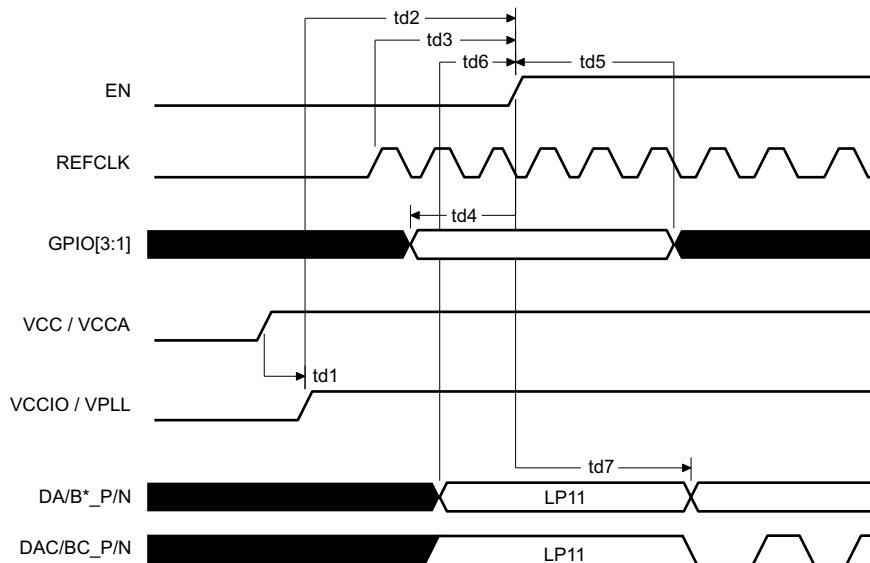 td2
td3
td6
td5
EN
REFCLK
td4
GPIO[3:1]
VCC / VCCA
td1
VCCIO / VPLL
td7
DA/B*_P/N
LP11
DAC/BC_P/N
LP11